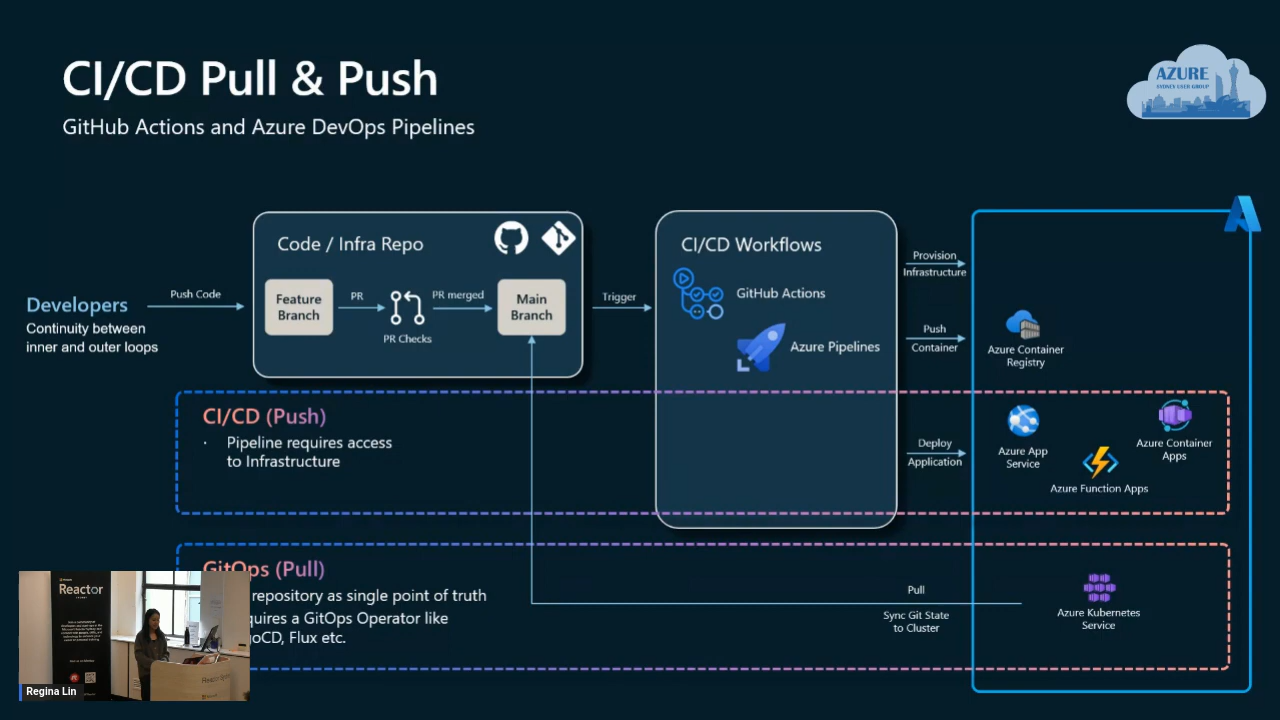 CI/CD Pull & Push
GitHub Actions and Azure DevOps Pipelines
AZURE
SYDNEY USER GROUP
Developers
Continuity between
inner and outer loops
Push Code
Code / Infra Repo
Feature
Branch
PR
PR Checks
PR merged
Main
Branch
Trigger
CI/CD Workflows
GitHub Actions
Azure Pipelines
Provision
Infrastructure
Push
Container
Deploy
Application
Azure Container
Registry
Azure App
Service
Azure Function Apps
Azure Container
Apps
CI/CD (Push)
· Pipeline requires access
to Infrastructure
GitOps (Pull)
repository as single point of truth
quires a GitOps Operator like
oCD, Flux etc.
Pull
Sync Git State
to Cluster
Azure Kubernetes
Service
Reactor
Regina Lin